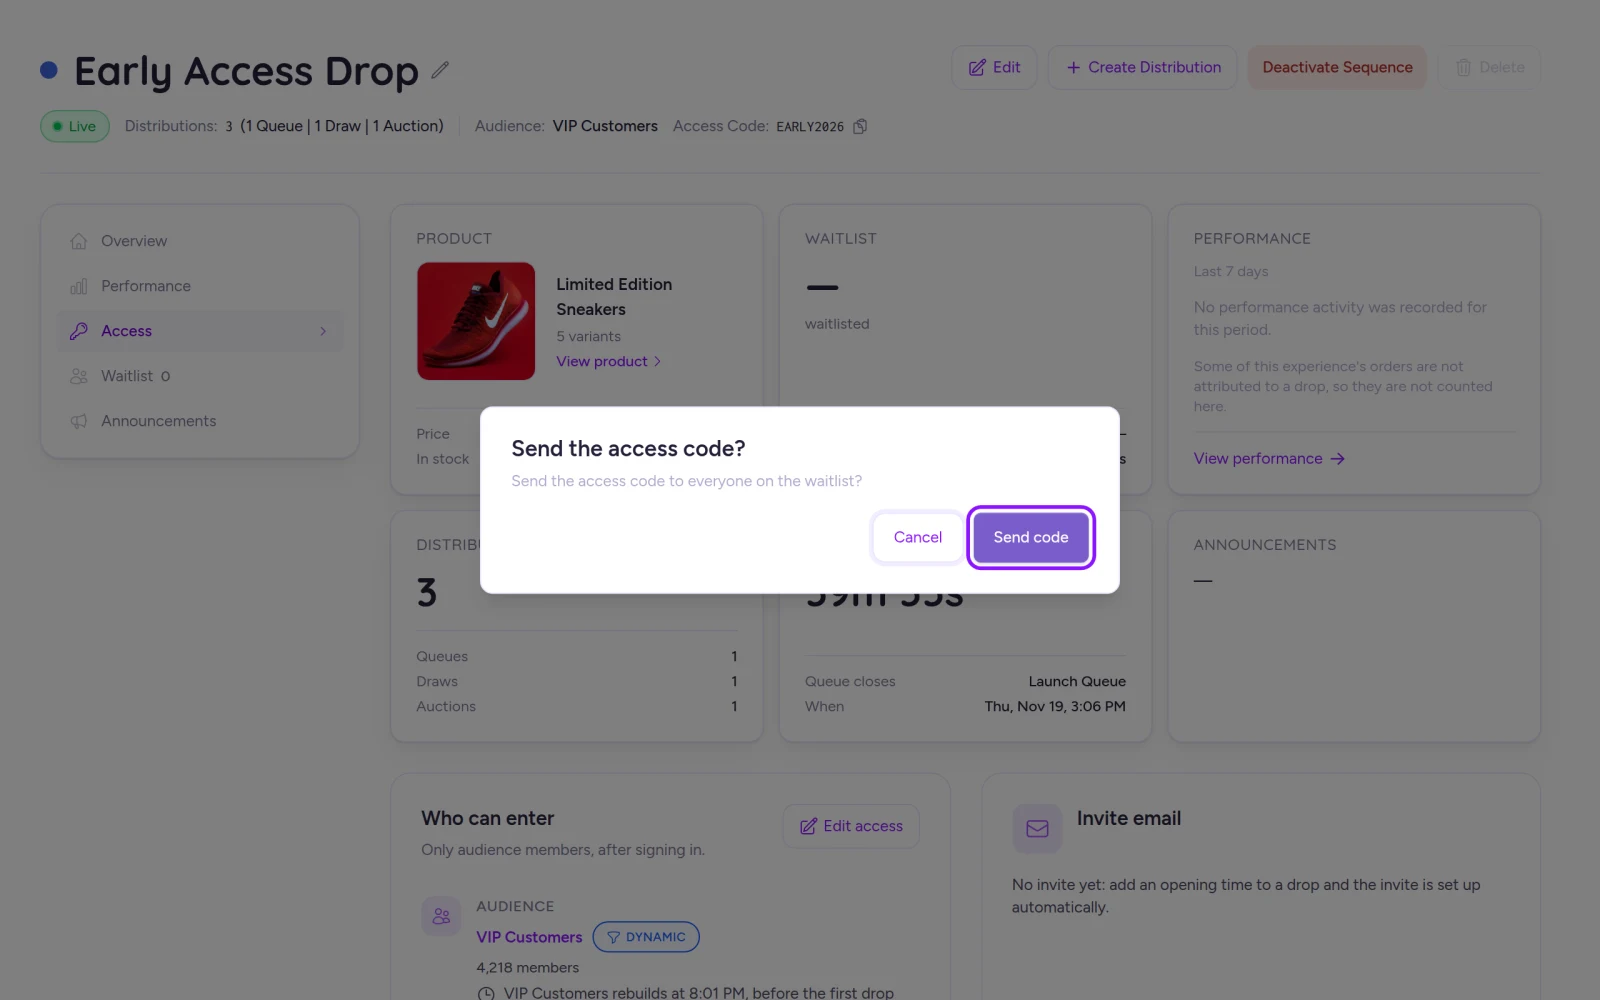 Early Access Drop
Edit
Create Distribution
Deactivate Sequence
Delete
Live
Distributions: 3 (1 Queue | 1 Draw | 1 Auction)
Audience: VIP Customers
Access Code: EARLY2026
Overview
Performance
Access
Waitlist 0
Announcements
PRODUCT
Limited Edition
Sneakers
5 variants
View product
Price
In stock
WAITLIST
—
waitlisted
PERFORMANCE
Last 7 days
No performance activity was recorded for
this period.
Some of this experience's orders are not
attributed to a drop, so they are not counted
here.
View performance
Send the access code?
Send the access code to everyone on the waitlist?
Cancel
Send code
3
Queues 1
Draws 1
Auctions 1
Queue closes Launch Queue
When Thu, Nov 19, 3:06 PM
ANNOUNCEMENTS
—
Who can enter
Only audience members, after signing in.
Edit access
AUDIENCE
VIP Customers
DYNAMIC
4,218 members
VIP Customers rebuilds at 8:01 PM, before the first drop
Invite email
No invite yet: add an opening time to a drop and the invite is set up
automatically.